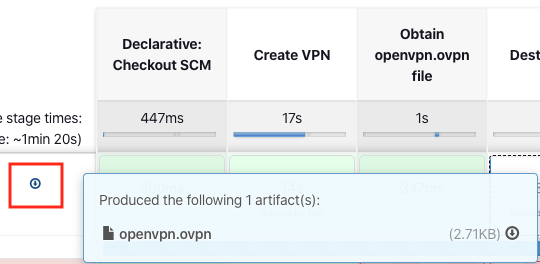 Declarative:
Checkout SCM
Create VPN
Obtain
openvpn.ovpn
file
Dest
e stage times:
447ms
17s
1s
e: ~1min 20s)
Produced the following 1 artifact(s):
openvpn.ovpn (2.71KB)